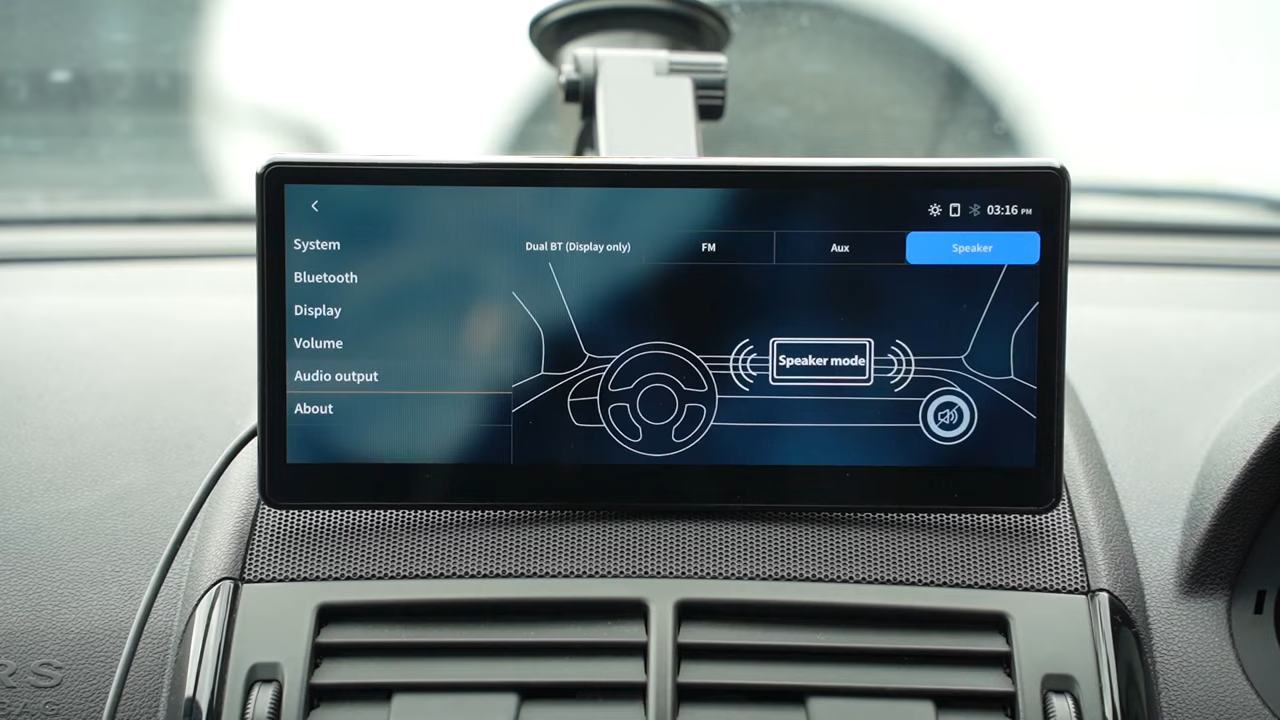 03:16 PM
System
Bluetooth
Display
Volume
Audio output
About
Dual BT (Display only)
FM
Aux
Speaker
Speaker mode
RS